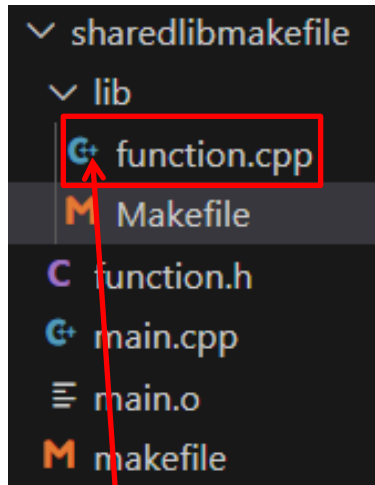 sharedlibmakefile
lib
C++ function.cpp
M Makefile
C function.h
C++ main.cpp
main.o
M makefile